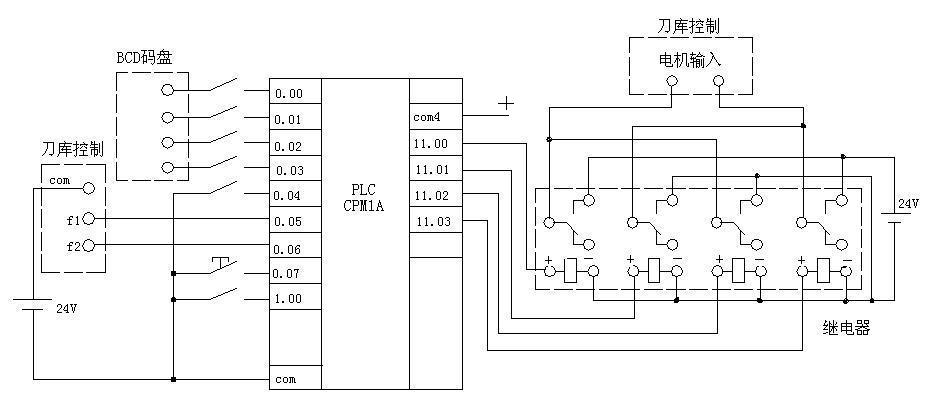 刀库控制
电机输入
BCD码盘
0.00
0.01
0.02
0.03
0.04
0.05
0.06
0.07
1.00
com
PLC
CPM1A
com4
11.00
11.01
11.02
11.03
+
刀库控制
com
f1
f2
24V
24V
+ − + − + − + −
继电器